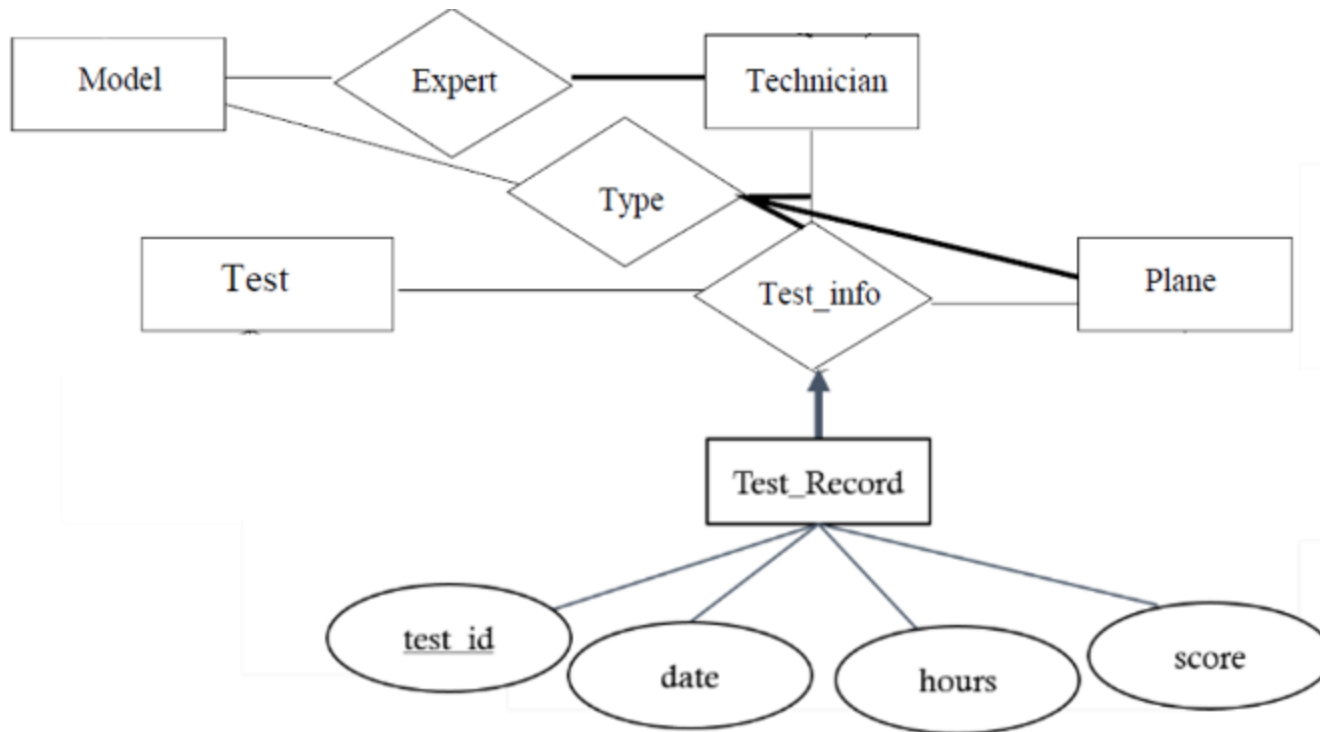 Model
Expert
Technician
Type
Test
Test_info
Plane
Test_Record
test_id
date
hours
score